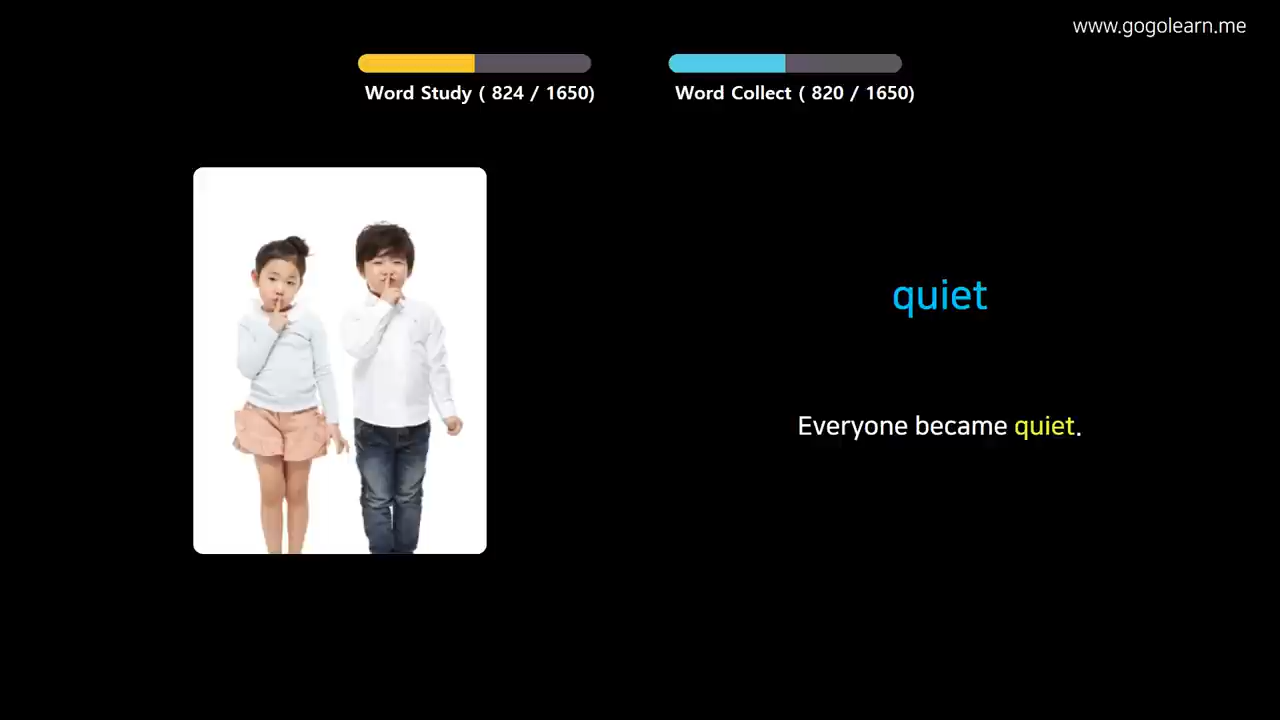 www.gogolearn.me
Word Study ( 824 / 1650)
Word Collect ( 820 / 1650)
quiet
Everyone became quiet.